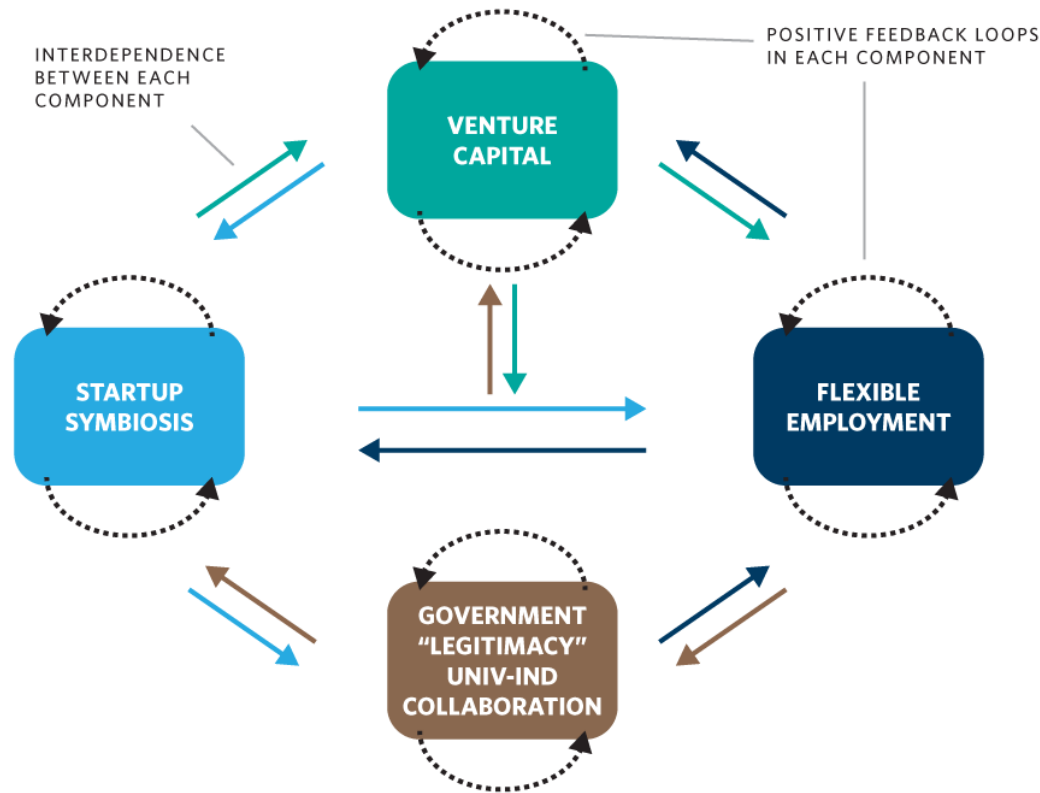 INTERDEPENDENCE
BETWEEN EACH
COMPONENT
POSITIVE FEEDBACK LOOPS
IN EACH COMPONENT
VENTURE
CAPITAL
STARTUP
SYMBIOSIS
FLEXIBLE
EMPLOYMENT
GOVERNMENT
“LEGITIMACY”
UNIV-IND
COLLABORATION